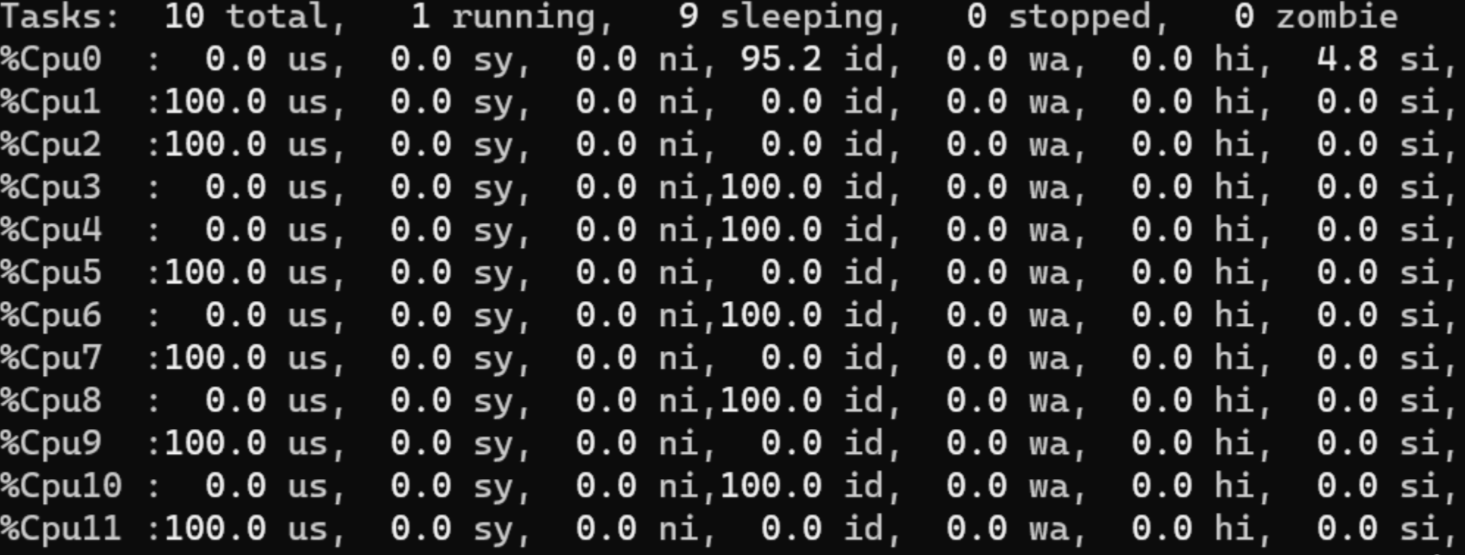 Tasks:  10 total,   1 running,   9 sleeping,   0 stopped,   0 zombie
%Cpu0  :  0.0 us,  0.0 sy,  0.0 ni, 95.2 id,  0.0 wa,  0.0 hi,  4.8 si,
%Cpu1  :100.0 us,  0.0 sy,  0.0 ni,  0.0 id,  0.0 wa,  0.0 hi,  0.0 si,
%Cpu2  :100.0 us,  0.0 sy,  0.0 ni,  0.0 id,  0.0 wa,  0.0 hi,  0.0 si,
%Cpu3  :  0.0 us,  0.0 sy,  0.0 ni,100.0 id,  0.0 wa,  0.0 hi,  0.0 si,
%Cpu4  :  0.0 us,  0.0 sy,  0.0 ni,100.0 id,  0.0 wa,  0.0 hi,  0.0 si,
%Cpu5  :100.0 us,  0.0 sy,  0.0 ni,  0.0 id,  0.0 wa,  0.0 hi,  0.0 si,
%Cpu6  :  0.0 us,  0.0 sy,  0.0 ni,100.0 id,  0.0 wa,  0.0 hi,  0.0 si,
%Cpu7  :100.0 us,  0.0 sy,  0.0 ni,  0.0 id,  0.0 wa,  0.0 hi,  0.0 si,
%Cpu8  :  0.0 us,  0.0 sy,  0.0 ni,100.0 id,  0.0 wa,  0.0 hi,  0.0 si,
%Cpu9  :100.0 us,  0.0 sy,  0.0 ni,  0.0 id,  0.0 wa,  0.0 hi,  0.0 si,
%Cpu10 :  0.0 us,  0.0 sy,  0.0 ni,100.0 id,  0.0 wa,  0.0 hi,  0.0 si,
%Cpu11 :100.0 us,  0.0 sy,  0.0 ni,  0.0 id,  0.0 wa,  0.0 hi,  0.0 si,